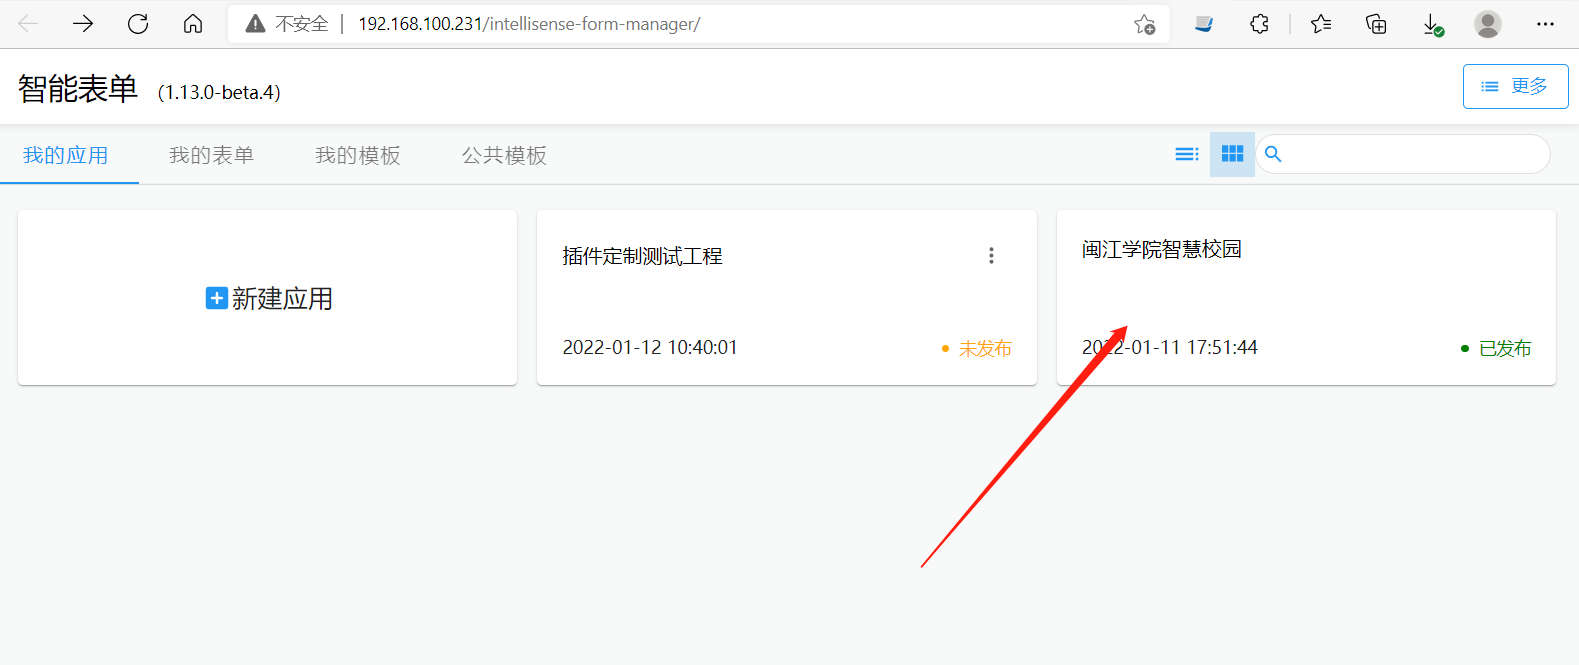 不安全 | 192.168.100.231/intellisense-form-manager/
智能表单 (1.13.0-beta.4)
更多
我的应用 我的表单 我的模板 公共模板
新建应用
插件定制测试工程
2022-01-12 10:40:01
未发布
闽江学院智慧校园
2022-01-11 17:51:44
已发布